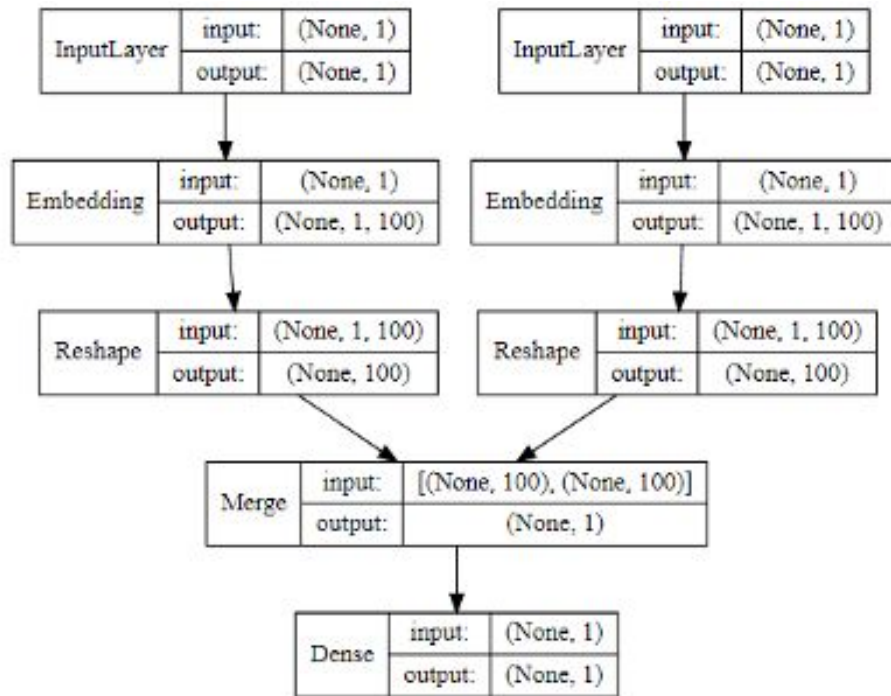 InputLayer input: (None, 1) output: (None, 1)
InputLayer input: (None, 1) output: (None, 1)
Embedding input: (None, 1) output: (None, 1, 100)
Embedding input: (None, 1) output: (None, 1, 100)
Reshape input: (None, 1, 100) output: (None, 100)
Reshape input: (None, 1, 100) output: (None, 100)
Merge input: [(None, 100), (None, 100)] output: (None, 1)
Dense input: (None, 1) output: (None, 1)